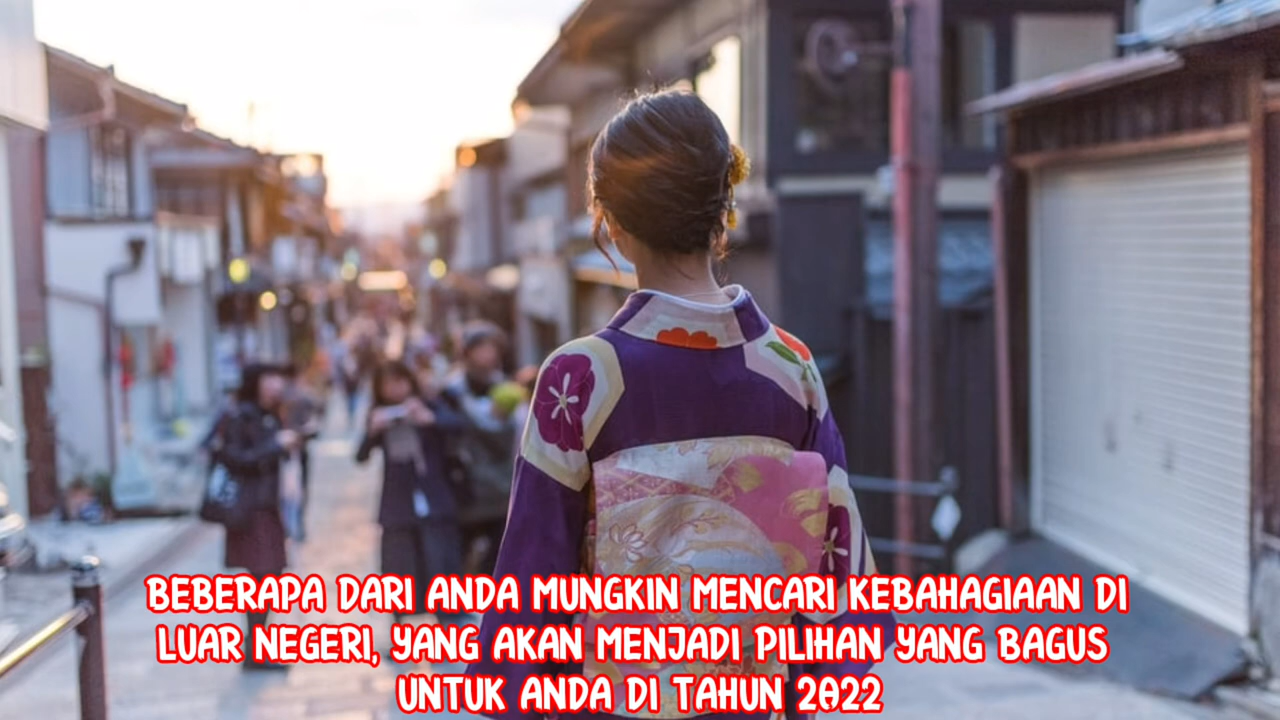 BEBERAPA DARI ANDA MUNGKIN MENCARI KEBAHAGIAAN DI
LUAR NEGERI, YANG AKAN MENJADI PILIHAN YANG BAGUS
UNTUK ANDA DI TAHUN 2022